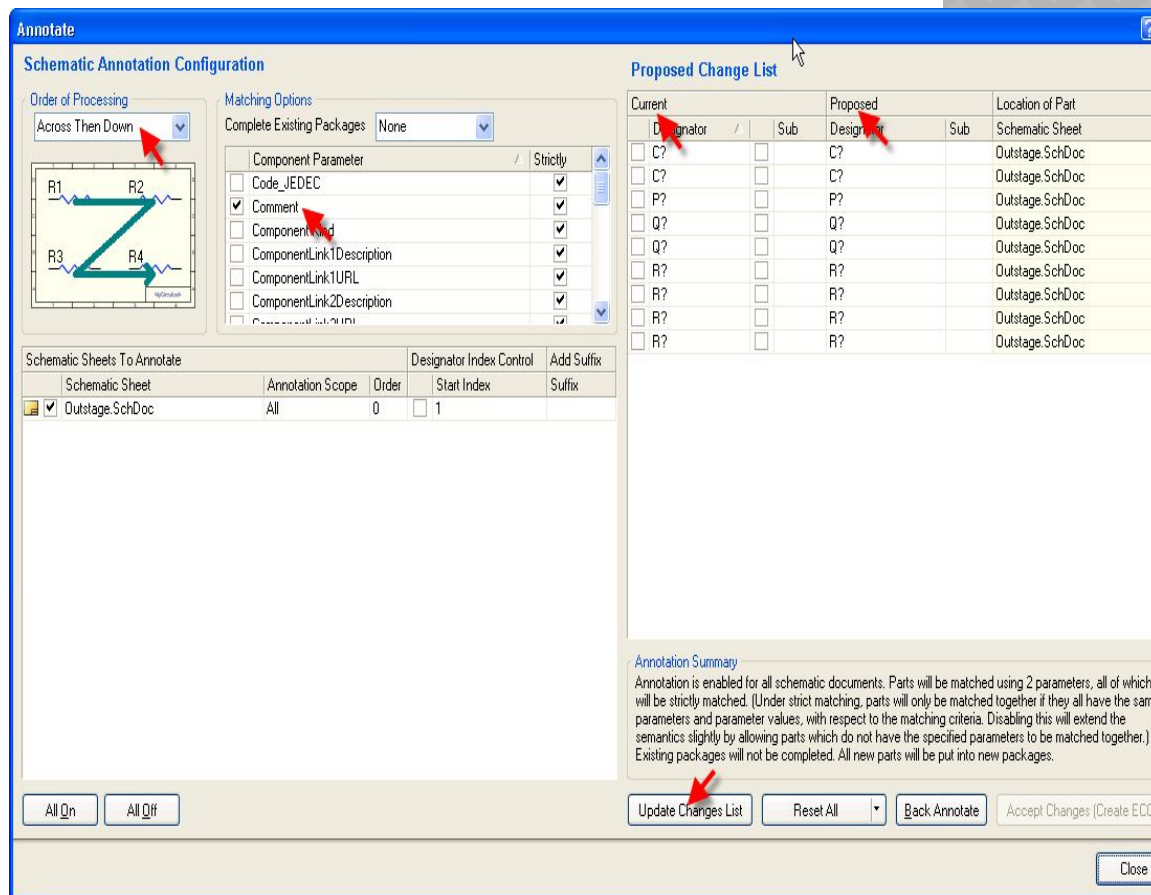 Annotate
Schematic Annotation Configuration
Order of Processing
Across Then Down
R1 R2
R3 R4
Matching Options
Complete Existing Packages None
Component Parameter Strictly
Code_JEDEC
Comment
Component Kind
ComponentLink1Description
ComponentLink1URL
ComponentLink2Description
ComponentLink2URL
Schematic Sheets To Annotate Designator Index Control Add Suffix
Schematic Sheet Annotation Scope Order Start Index Suffix
Outstage.SchDoc All 0 1
All On All Off
Proposed Change List
Current Proposed Location of Part
Designator Sub Designator Sub Schematic Sheet
C? C? Outstage.SchDoc
C? C? Outstage.SchDoc
P? P? Outstage.SchDoc
Q? Q? Outstage.SchDoc
Q? Q? Outstage.SchDoc
R? R? Outstage.SchDoc
R? R? Outstage.SchDoc
R? R? Outstage.SchDoc
R? R? Outstage.SchDoc
Annotation Summary
Annotation is enabled for all schematic documents. Parts will be matched using 2 parameters, all of which
will be strictly matched. (Under strict matching, parts will only be matched together if they all have the sam
parameters and parameter values, with respect to the matching criteria. Disabling this will extend the
semantics slightly by allowing parts which do not have the specified parameters to be matched together.)
Existing packages will not be completed. All new parts will be put into new packages.
Update Changes List Reset All Back Annotate Accept Changes (Create ECO
Close